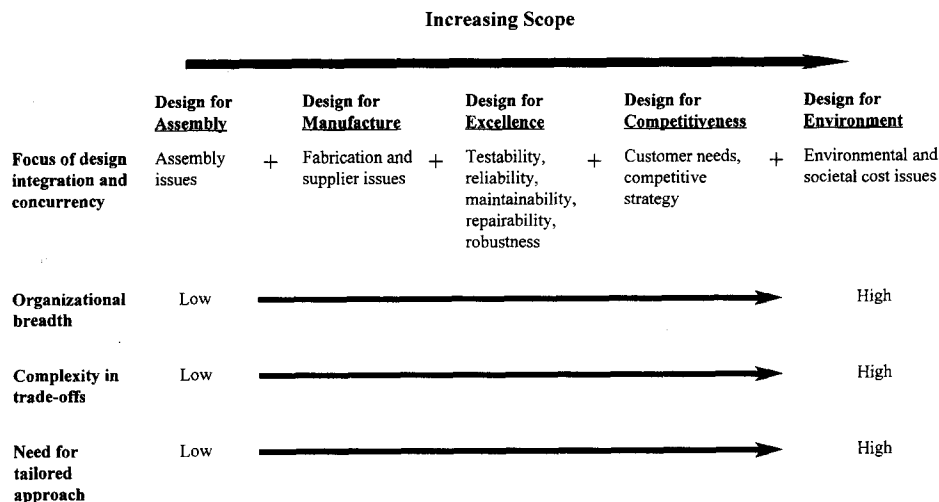 Increasing Scope
Design for Assembly
Design for Manufacture
Design for Excellence
Design for Competitiveness
Design for Environment
Focus of design
integration and
concurrency
Assembly
issues
+
Fabrication and
supplier issues
+
Testability,
reliability,
maintainability,
repairability,
robustness
+
Customer needs,
competitive
strategy
+
Environmental and
societal cost issues
Organizational
breadth
Low
High
Complexity in
trade-offs
Low
High
Need for
tailored
approach
Low
High